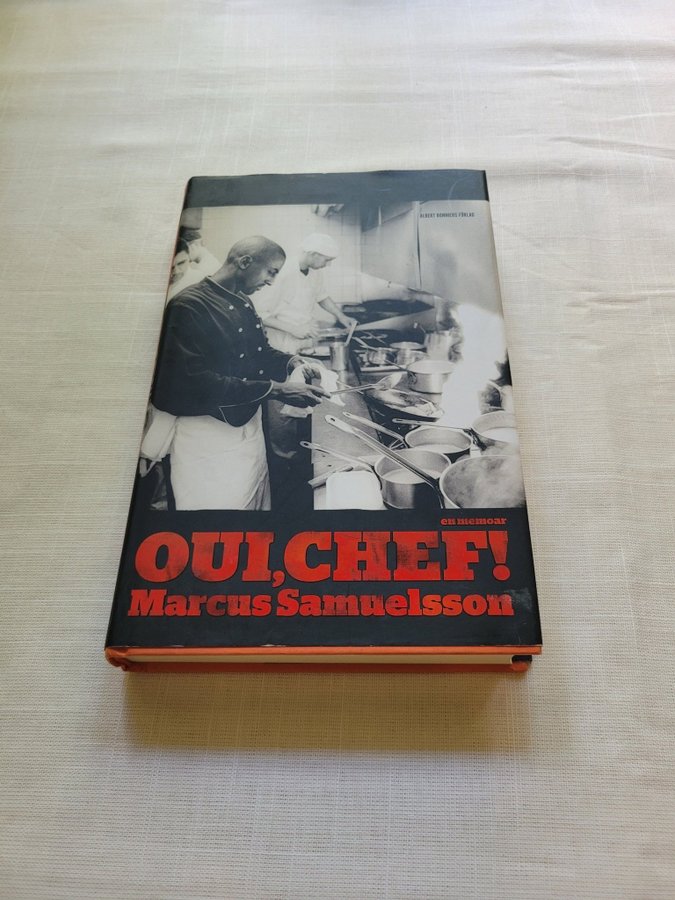 ALBERT BONNIERS FÖRLAG
en memoar
OUI, CHEF!
Marcus Samuelsson